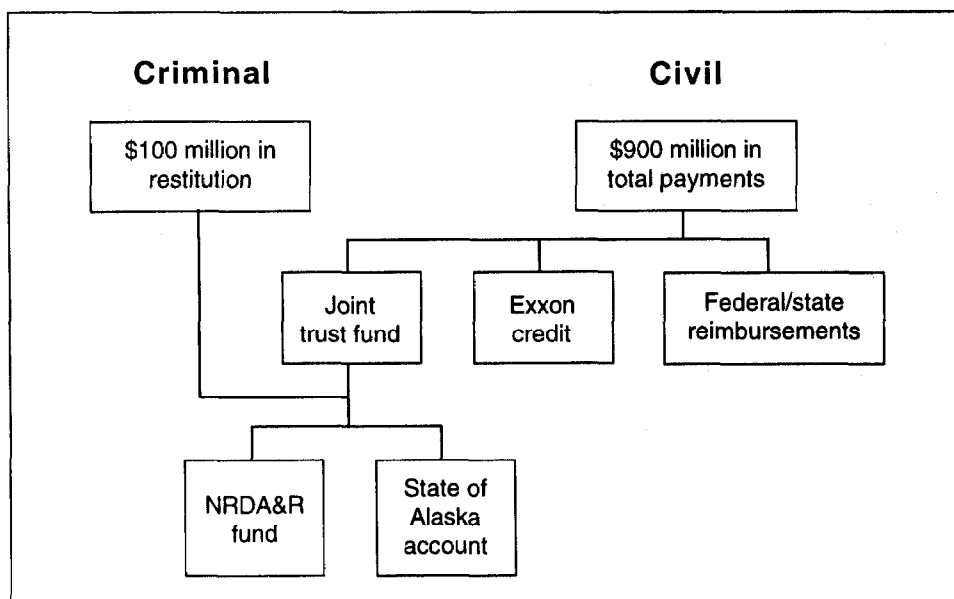 Criminal
Civil
$100 million in
restitution
$900 million in
total payments
Joint
trust fund
Exxon
credit
Federal/state
reimbursements
NRDA&R
fund
State of
Alaska
account